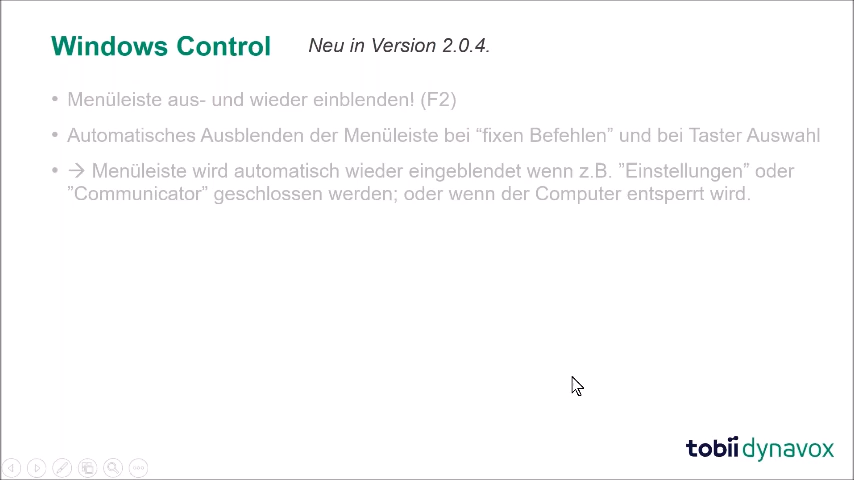 Windows Control Neu in Version 2.0.4.
• Menüleiste aus- und wieder einblenden! (F2)
• Automatisches Ausblenden der Menüleiste bei “fixen Befehlen” und bei Taster Auswahl
• → Menüleiste wird automatisch wieder eingeblendet wenn z.B. ”Einstellungen” oder
”Communicator” geschlossen werden; oder wenn der Computer entsperrt wird.
tobii dynavox